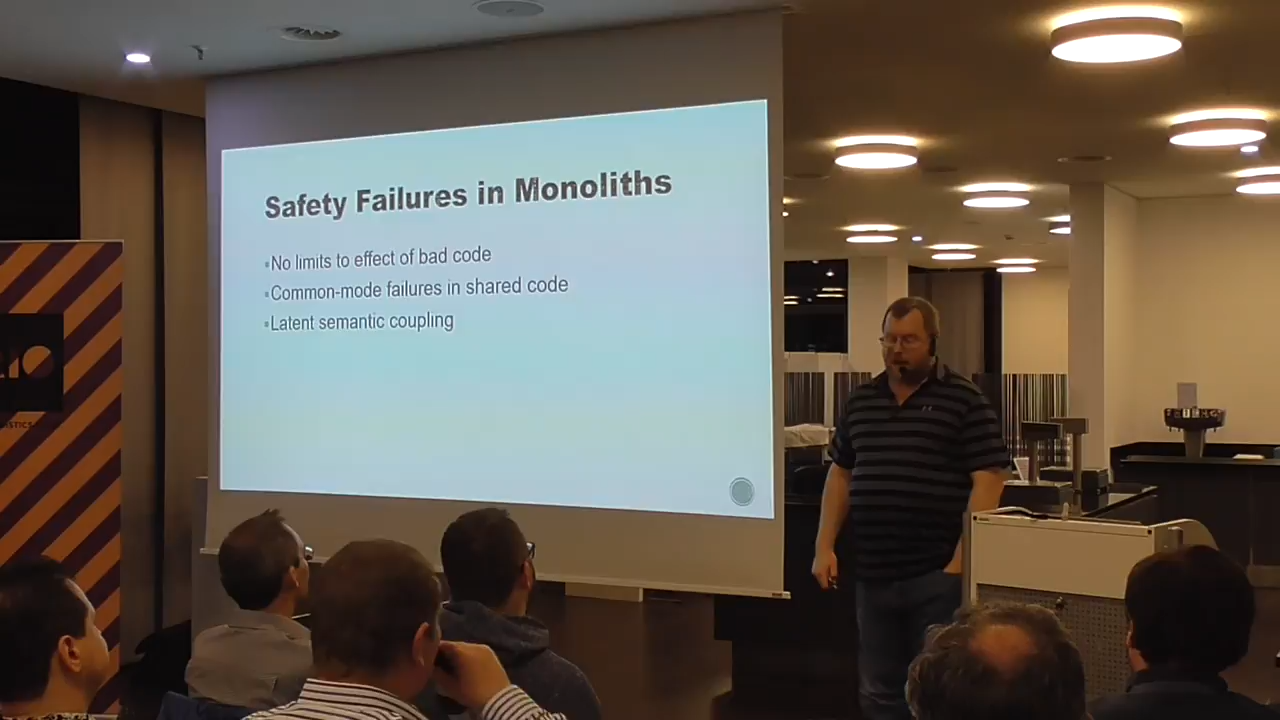 Safety Failures in Monoliths
▪No limits to effect of bad code
▪Common-mode failures in shared code
▪Latent semantic coupling